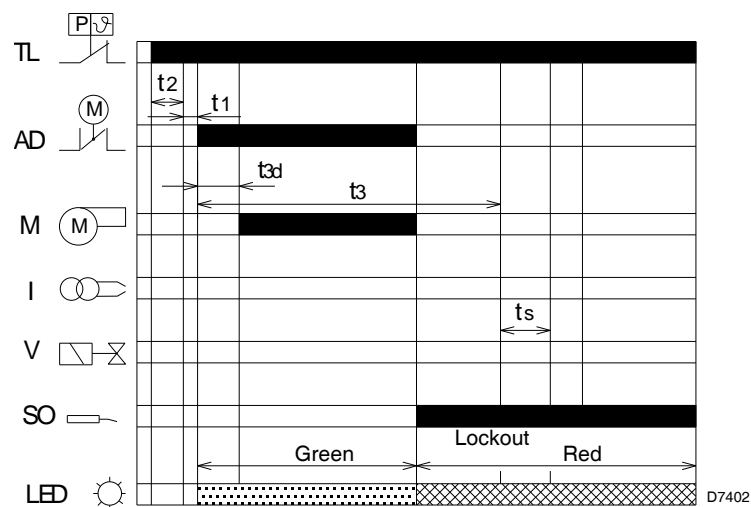 P ϑ
TL
t2
M
t1
AD
t3d
t3
M M
I
ts
V
SO
Lockout
Green Red
LED
D7402